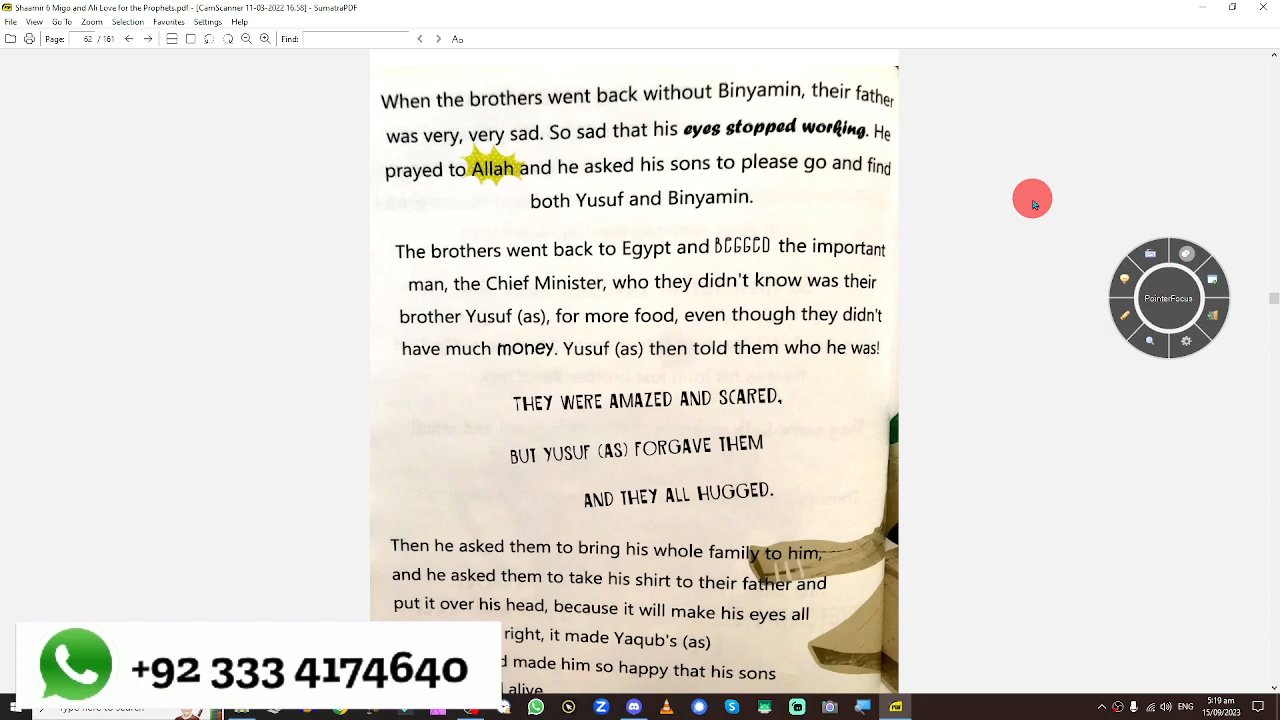 Shaamil 6 Migo and Ali Love for the Prophets.pdf - [CamScanner 11-03-2022 16.58] - SumatraPDF
File View Go To Zoom Favorites Settings Help
Page: 62 / 161 Find: Aa
When the brothers went back without Binyamin, their father
was very, very sad. So sad that his eyes stopped working. He
prayed to Allah and he asked his sons to please go and find
both Yusuf and Binyamin.
The brothers went back to Egypt and BEGGED the important
man, the Chief Minister, who they didn't know was their
brother Yusuf (as), for more food, even though they didn't
have much money. Yusuf (as) then told them who he was!
THEY WERE AMAZED AND SCARED,
BUT YUSUF (AS) FORGAVE THEM
AND THEY ALL HUGGED.
Then he asked them to bring his whole family to him,
and he asked them to take his shirt to their father and
put it over his head, because it will make his eyes all
right, it made Yaqub's (as)
made him so happy that his sons
alive
PointerFocus
+92 333 4174640
5:19 am
15/09/2023